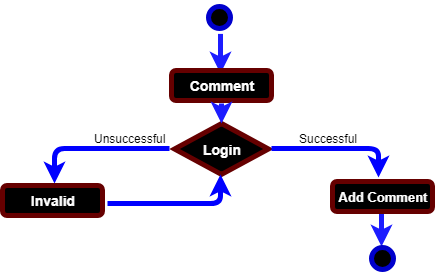 Comment
Unsuccessful
Successful
Login
Invalid
Add Comment